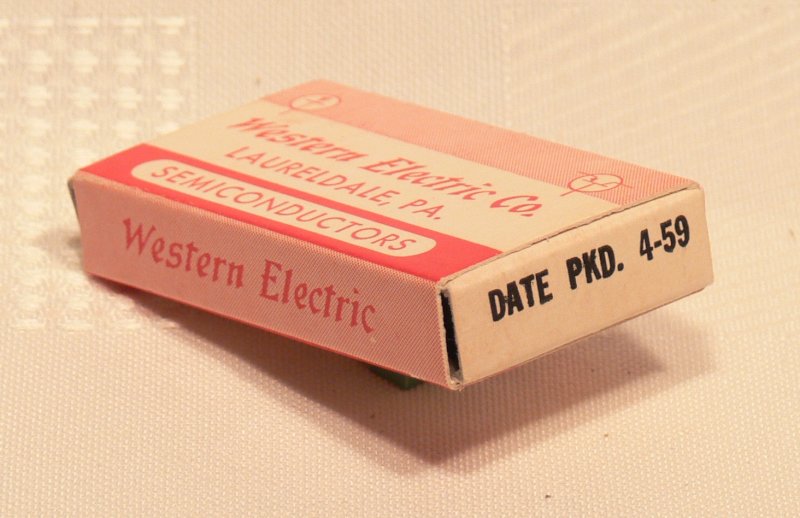 Western Electric Co.
LAURELDALE, PA.
SEMICONDUCTORS
Western Electric
DATE PKD. 4-59